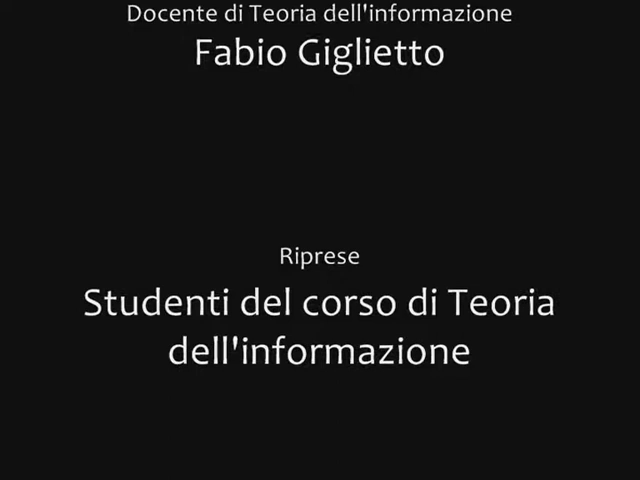 Docente di Teoria dell'informazione
Fabio Giglietto
Riprese
Studenti del corso di Teoria
dell'informazione